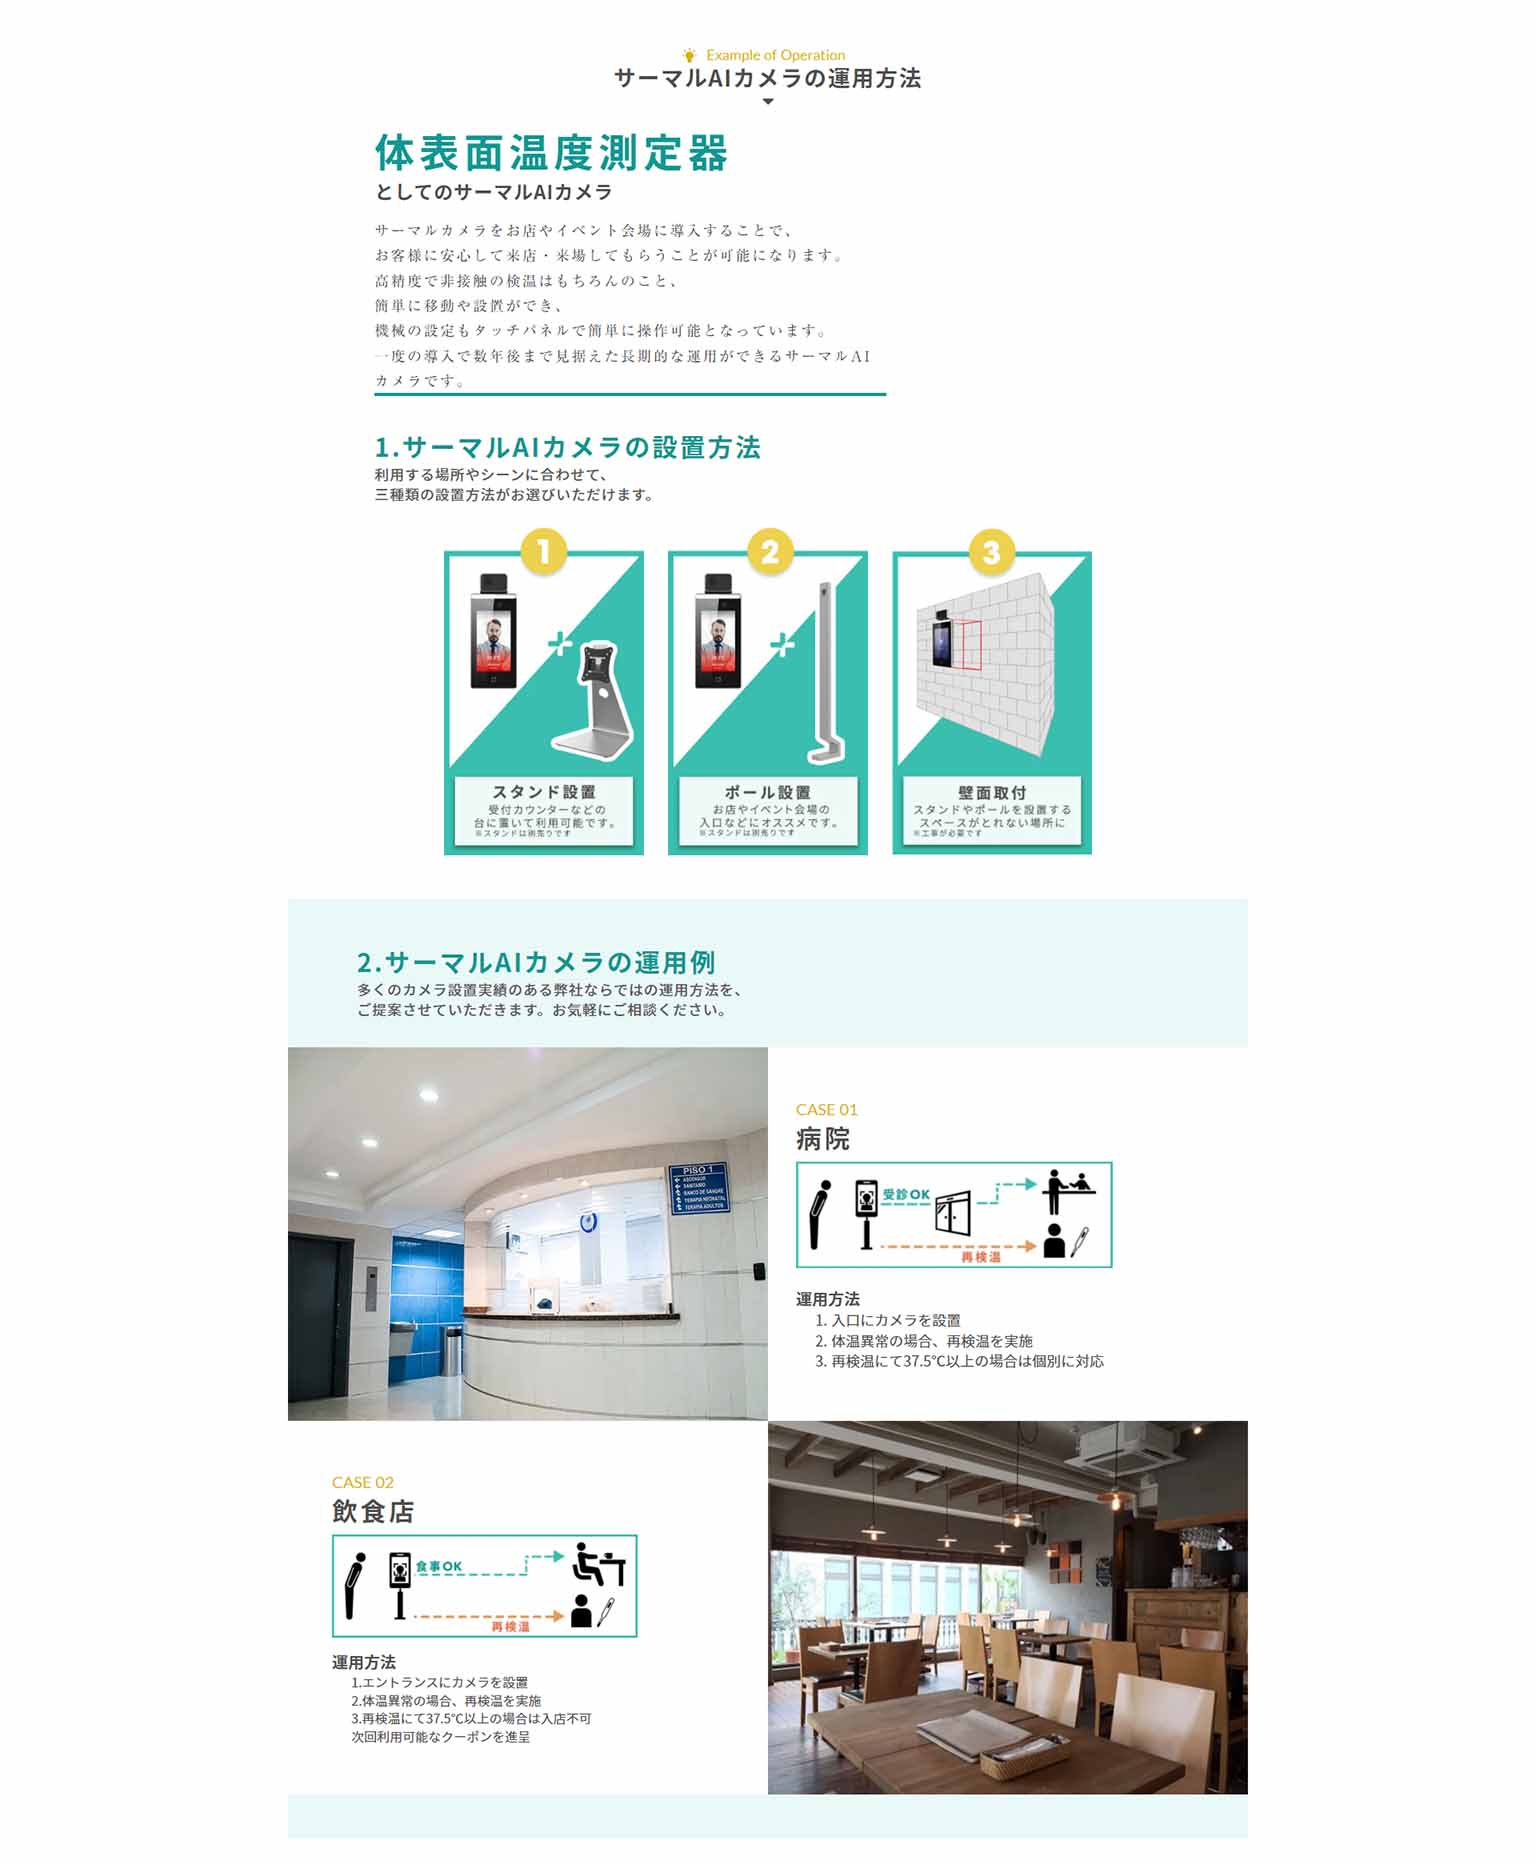 Example of Operation
サーマルAIカメラの運用方法
体表面温度測定器
としてのサーマルAIカメラ
サーマルカメラをお店やイベント会場に導入することで、
お客様に安心して来店・来場してもらうことが可能になります。
高精度で非接触の検温はもちろんのこと、
簡単に移動や設置ができ、
機械の設定もタッチパネルで簡単に操作可能となっています。
一度の導入で数年後まで見据えた長期的な運用ができるサーマルAI
カメラです。
1.サーマルAIカメラの設置方法
利用する場所やシーンに合わせて、
三種類の設置方法がお選びいただけます。
1
スタンド設置
受付カウンターなどの
台に置いて利用可能です。
※スタンドは別売りです
2
ポール設置
お店やイベント会場の
入口などにオススメです。
※スタンドは別売りです
3
壁面取付
スタンドやポールを設置する
スペースがとれない場所に
※工事が必要です
2.サーマルAIカメラの運用例
多くのカメラ設置実績のある弊社ならではの運用方法を、
ご提案させていただきます。お気軽にご相談ください。
PISO 1
ASCENSOR
SANITARIO
BANCO DE SANGRE
TERAPIA NEONATAL
TERAPIA ADULTOS
CASE 01
病院
受診OK
再検温
運用方法
1. 入口にカメラを設置
2. 体温異常の場合、再検温を実施
3. 再検温にて37.5℃以上の場合は個別に対応
CASE 02
飲食店
食事OK
再検温
運用方法
1.エントランスにカメラを設置
2.体温異常の場合、再検温を実施
3.再検温にて37.5℃以上の場合は入店不可
次回利用可能なクーポンを進呈